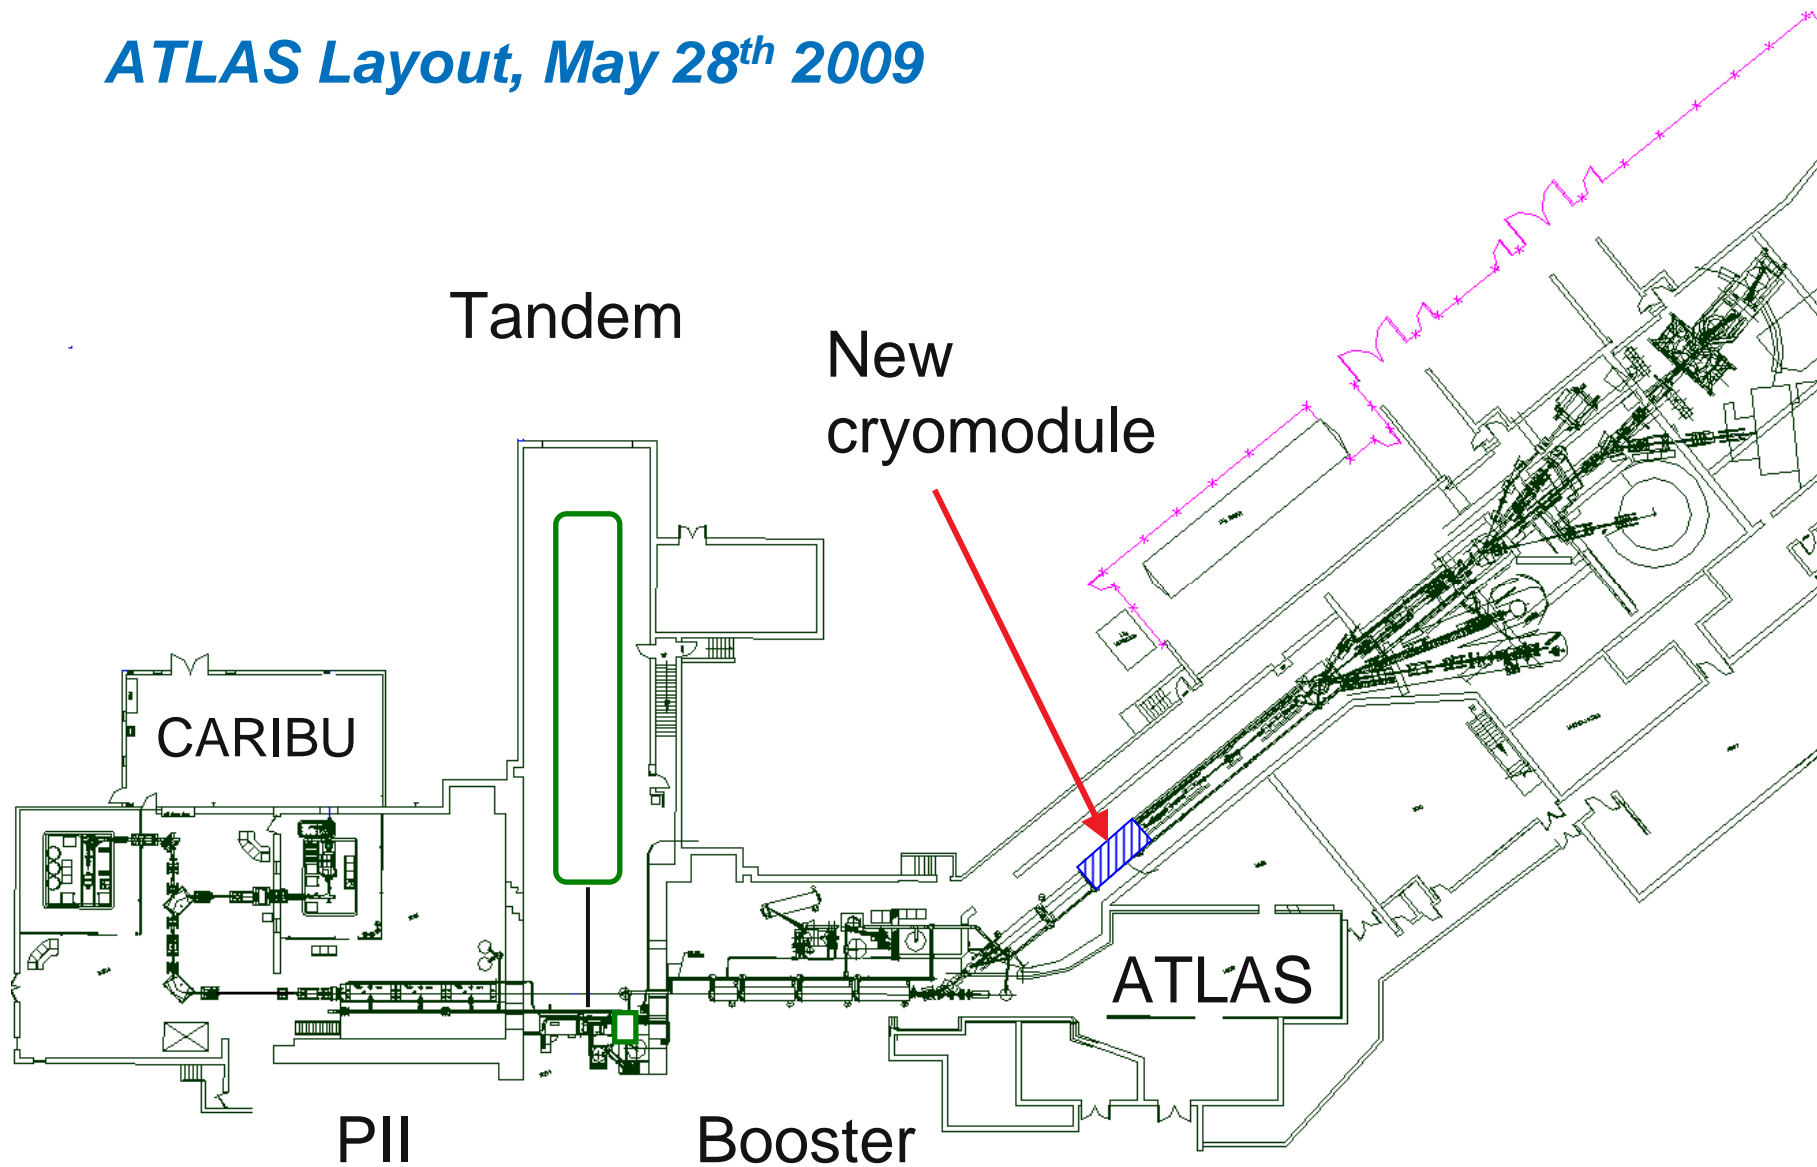 ATLAS Layout, May 28th 2009
Tandem
New
cryomodule
CARIBU
ATLAS
PII
Booster